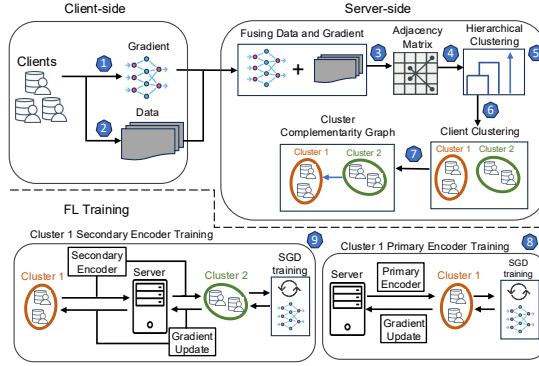 Client-side
Server-side
Clients
1
Gradient
2
Data
Fusing Data and Gradient
3
Adjacency
Matrix
4
Hierarchical
Clustering
5
6
Cluster
Complementarity Graph
Cluster 1
Cluster 2
7
Client Clustering
Cluster 1
Cluster 2
FL Training
Cluster 1 Secondary Encoder Training
9
Secondary
Encoder
Cluster 1
Server
Cluster 2
SGD
training
Gradient
Update
Cluster 1 Primary Encoder Training
8
Server
Primary
Encoder
Cluster 1
SGD
training
Gradient
Update